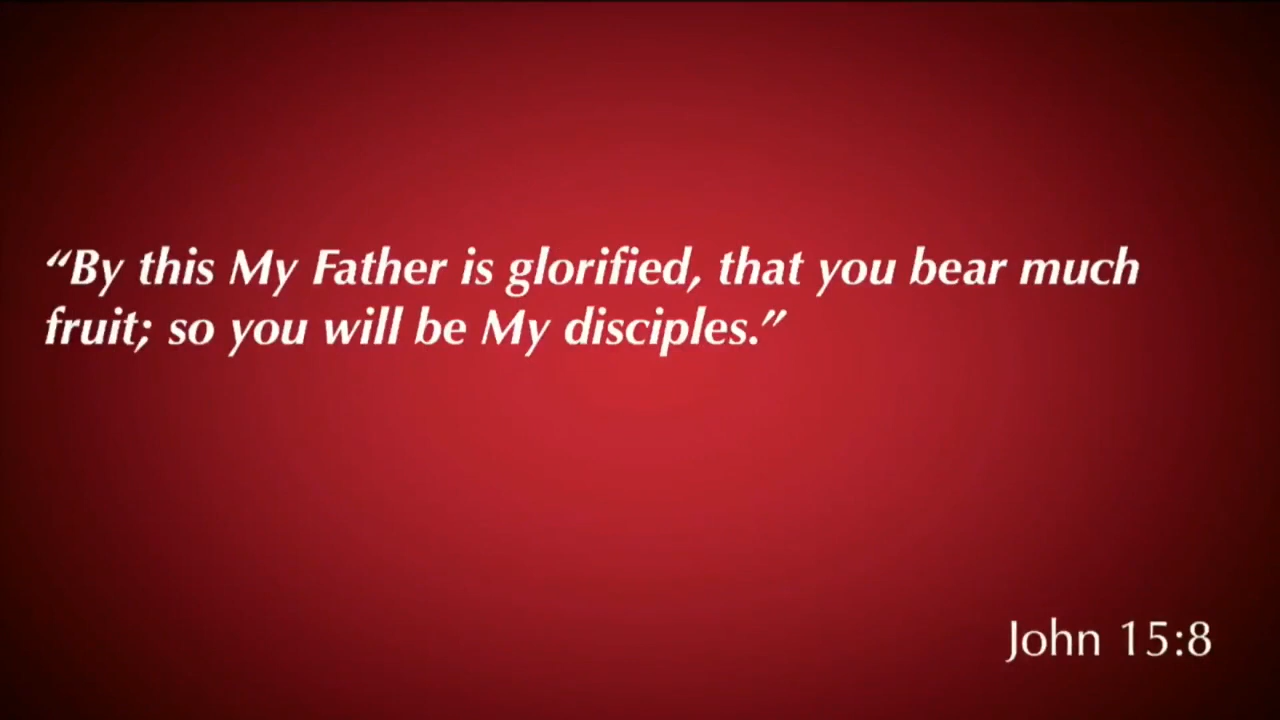 “By this My Father is glorified, that you bear much
fruit; so you will be My disciples.”
John 15:8